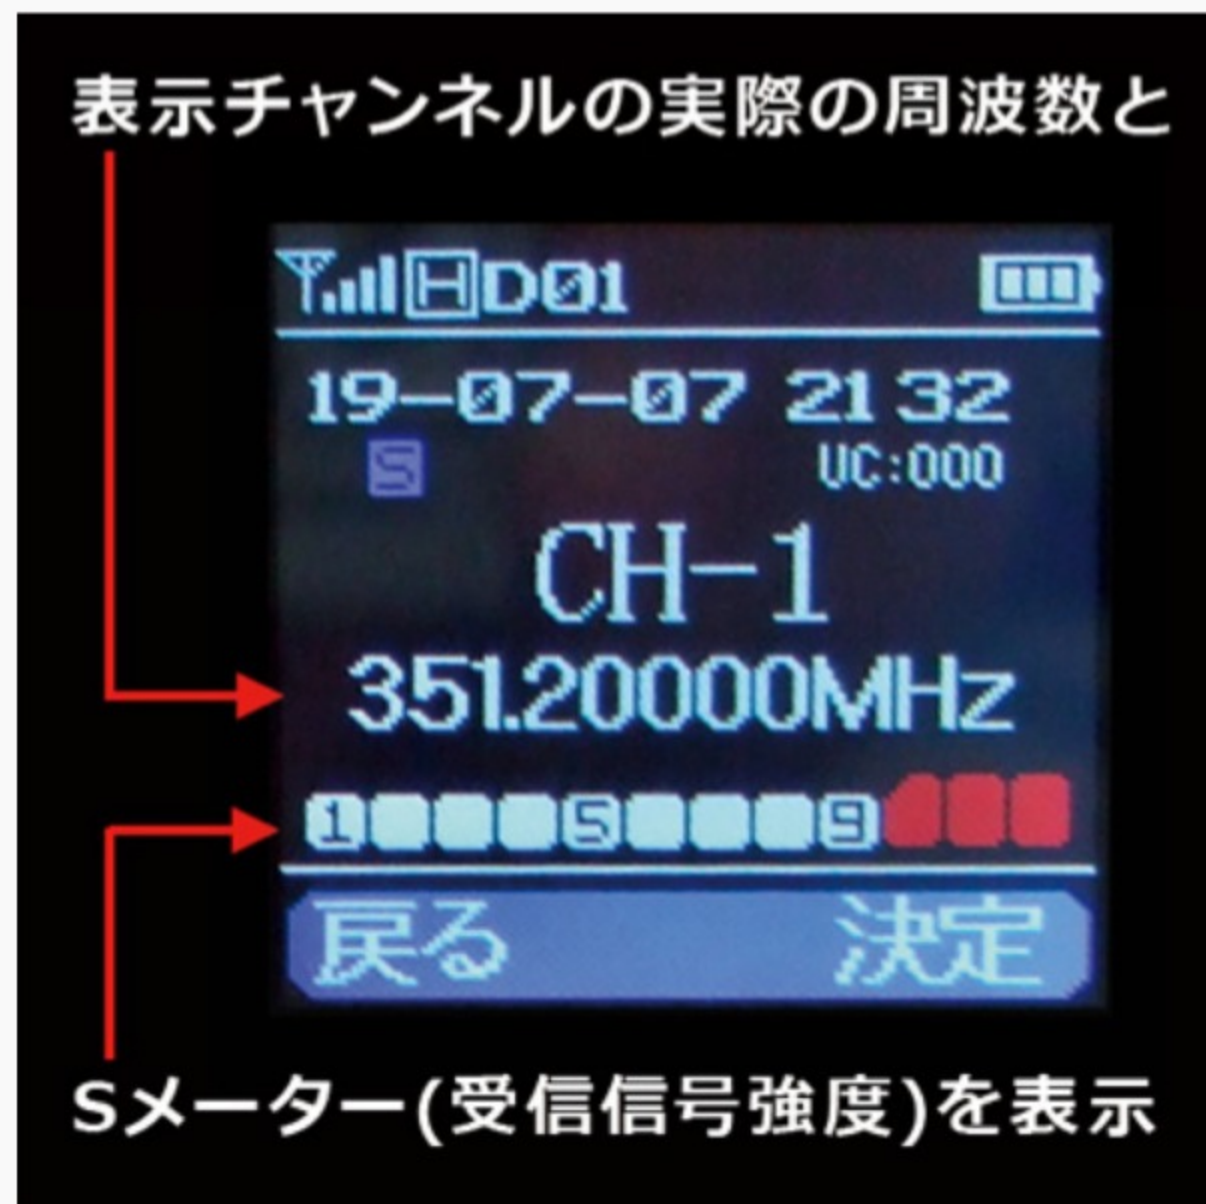 表示チャンネルの実際の周波数と
H D01
19-07-07 21 32
S
UC:000
CH-1
351.20000MHz
1 5 9
戻る 決定
Sメーター(受信信号強度)を表示